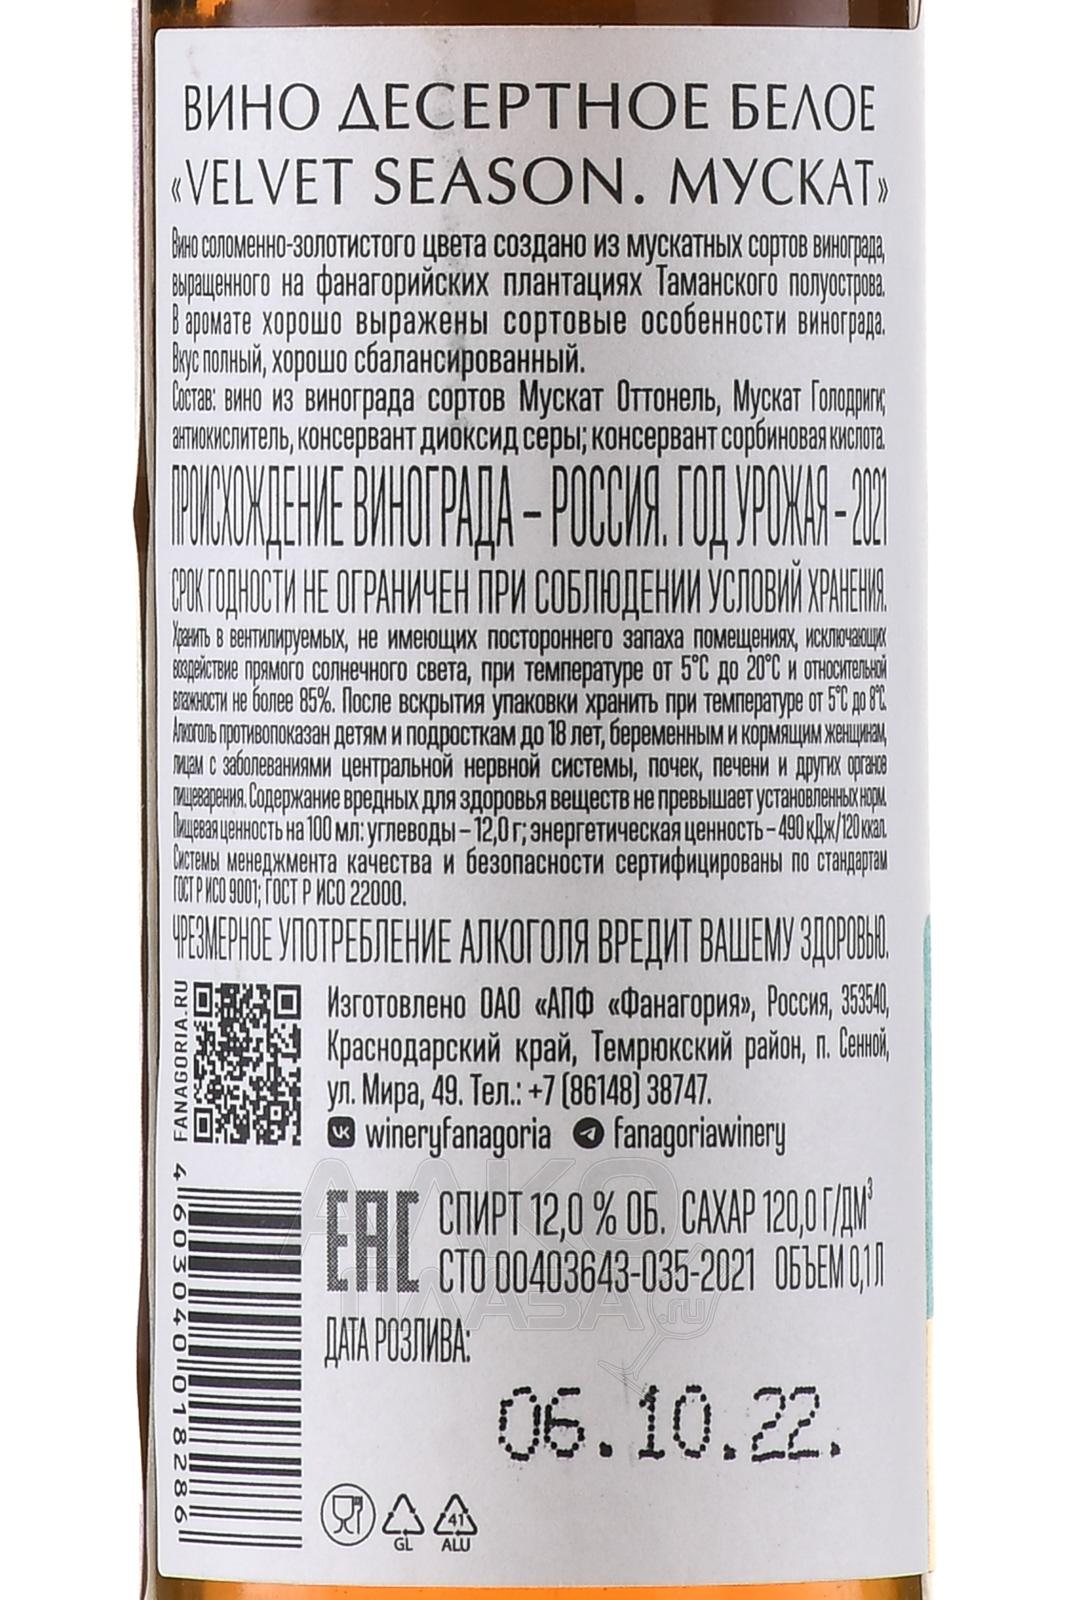 ВИНО ДЕСЕРТНОЕ БЕЛОЕ
«VELVET SEASON. МУСКАТ»
Вино соломенно-золотистого цвета создано из мускатных сортов винограда,
выращенного на фанагорийских плантациях Таманского полуострова.
В аромате хорошо выражены сортовые особенности винограда.
Вкус полный, хорошо сбалансированный.
Состав: вино из винограда сортов Мускат Оттонель, Мускат Голодриги;
антиокислитель, консервант диоксид серы; консервант сорбиновая кислота.
ПРОИСХОЖДЕНИЕ ВИНОГРАДА – РОССИЯ. ГОД УРОЖАЯ – 2021
СРОК ГОДНОСТИ НЕ ОГРАНИЧЕН ПРИ СОБЛЮДЕНИИ УСЛОВИЙ ХРАНЕНИЯ.
Хранить в вентилируемых, не имеющих постороннего запаха помещениях, исключающих
воздействие прямого солнечного света, при температуре от 5°C до 20°C и относительной
влажности не более 85%. После вскрытия упаковки хранить при температуре от 5°C до 8°C.
Алкоголь противопоказан детям и подросткам до 18 лет, беременным и кормящим женщинам,
лицам с заболеваниями центральной нервной системы, почек, печени и других органов
пищеварения. Содержание вредных для здоровья веществ не превышает установленных норм.
Пищевая ценность на 100 мл: углеводы – 12,0 г; энергетическая ценность – 490 кДж/120 ккал.
Системы менеджмента качества и безопасности сертифицированы по стандартам
ГОСТ Р ИСО 9001; ГОСТ Р ИСО 22000.
ЧРЕЗМЕРНОЕ УПОТРЕБЛЕНИЕ АЛКОГОЛЯ ВРЕДИТ ВАШЕМУ ЗДОРОВЬЮ.
FANAGORIA.RU
Изготовлено ОАО «АПФ «Фанагория», Россия, 353540,
Краснодарский край, Темрюкский район, п. Сенной,
ул. Мира, 49. Тел.: +7 (86148) 38747.
wineryfanagoria fanagoriawinery
4 603040 018286
ЕАС
СПИРТ 12,0 % ОБ. САХАР 120,0 Г/ДМ³
СТО 00403643-035-2021 ОБЪЕМ 0,1 Л
АЛКО
ПЛАЗА.ru
ДАТА РОЗЛИВА:
06.10.22.
41
GL ALU